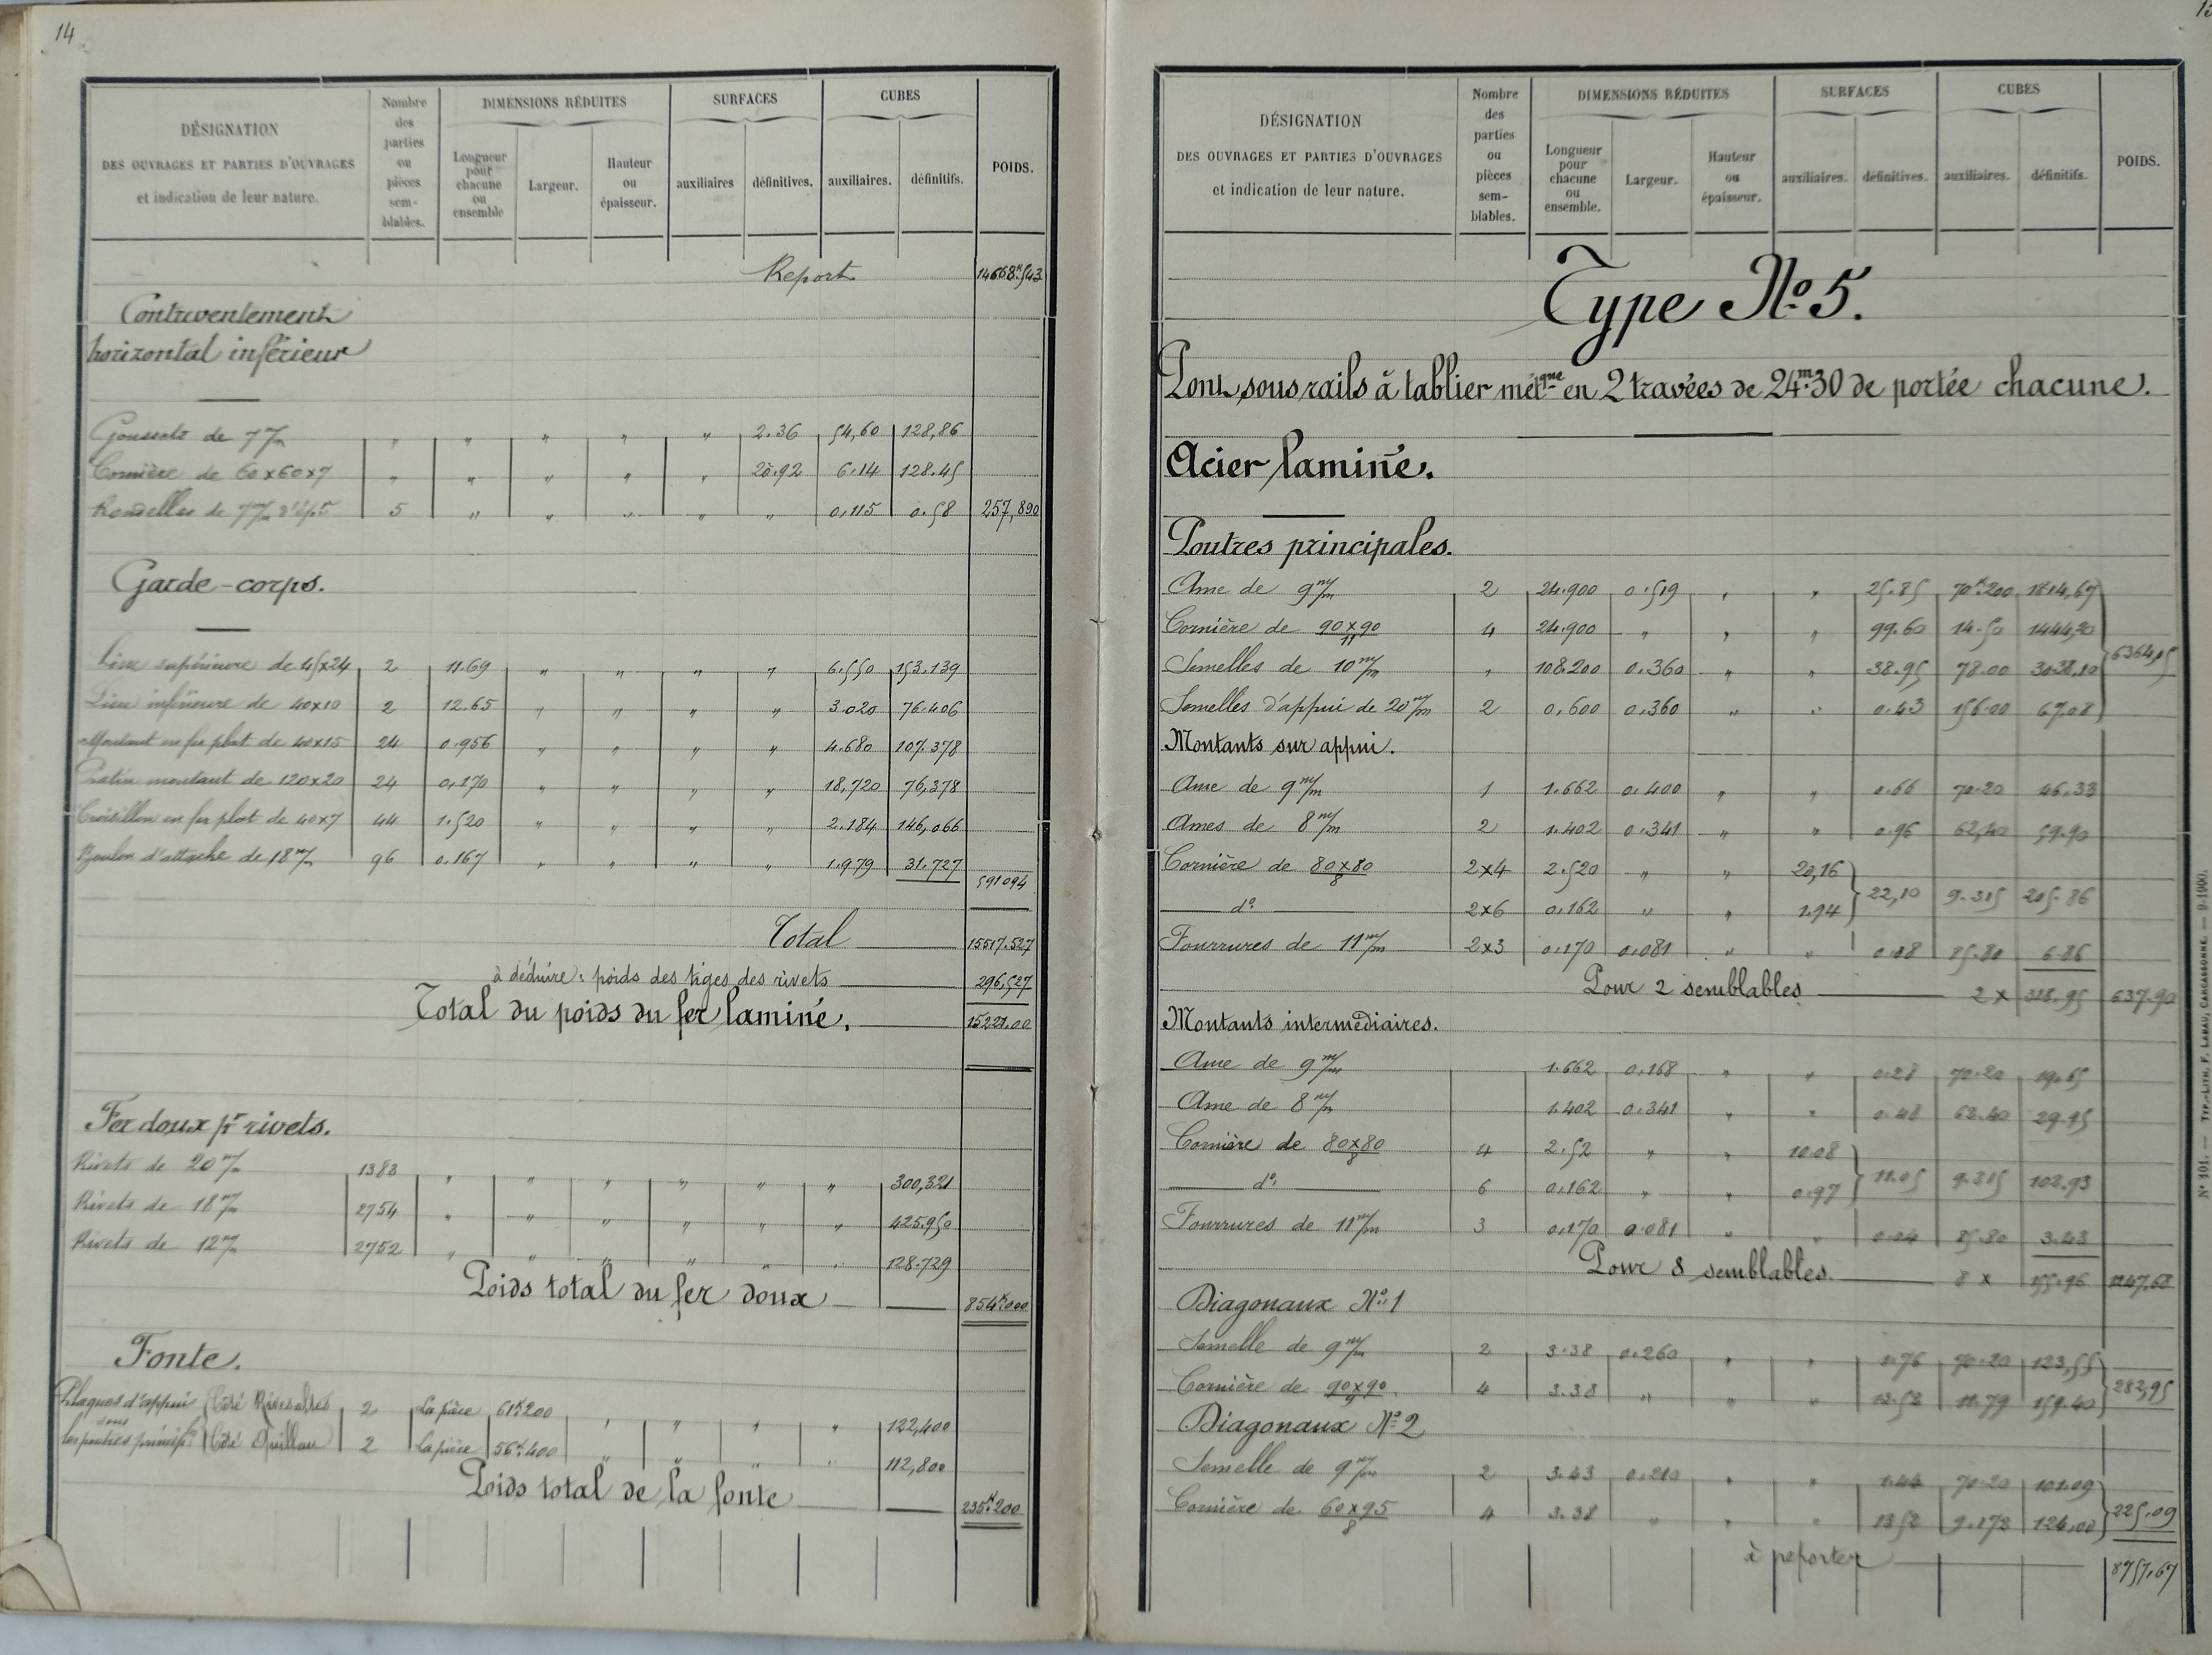 14
DÉSIGNATION
DES OUVRAGES ET PARTIES D'OUVRAGES
et indication de leur nature.
Nombre
des
parties
ou
pièces
sem-
blables.
DIMENSIONS RÉDUITES
Longueur
pour
chacune
ou
ensemble
Largeur.
Hauteur
ou
épaisseur.
SURFACES
auxiliaires
définitives.
CUBES
auxiliaires.
définitifs.
POIDS.
Report 14668k,543
Contreventement
horizontal inférieur
Goussets de 7m/m " " " " " 2.36 54,60 128,86
Cornière de 60x60x7 " " " " " 20.92 6.14 128.45
Rondelles de 7m/m d'épr 5 " " " " " 0,115 0.58 257,890
Garde-corps.
Lisse supérieure de 45x24 2 11.69 " " " " 6.550 153.139
Lisse inférieure de 40x10 2 12.65 " " " " 3.020 76.406
Montant en fer plat de 40x15 24 0.956 " " " " 4.680 107.378
Patin montant de 120x20 24 0,170 " " " " 18,720 76,378
Croisillon en fer plat de 40x7 44 1.520 " " " " 2.184 146,066
Boulon d'attache de 18m/m 96 0.167 " " " " 1.979 31.727
591094
Total 15517.527
à déduire : poids des tiges des rivets 296,527
Total du poids du fer laminé. 15221.00
Fer doux pr rivets.
Rivets de 20m/m 1383 " " " " " " 300,321
Rivets de 18m/m 2754 " " " " " " 425.950
Rivets de 12m/m 2752 " " " " " " 128.729
Poids total du fer doux 854k000
Fonte.
Plaques d'appui Côté Rivesaltes 2 La pièce 61k200 " " " " 122,400
sous
les poutres principles Côté Quillan 2 La pièce 56k.400 " " " " 112,800
Poids total de la fonte 235k200
15
DÉSIGNATION
DES OUVRAGES ET PARTIES D'OUVRAGES
et indication de leur nature.
Nombre
des
parties
ou
pièces
sem-
blables.
DIMENSIONS RÉDUITES
Longueur
pour
chacune
ou
ensemble.
Largeur.
Hauteur
ou
épaisseur.
SURFACES
auxiliaires.
définitives.
CUBES
auxiliaires.
définitifs.
POIDS.
Type No 5.
Pont sous rails à tablier métque en 2 travées de 24m.30 de portée chacune.
Acier laminé.
Poutres principales.
Ame de 9m/m 2 24.900 0.519 " " 25.85 70k200 1814,67
Cornière de 90x90/11 4 24.900 " " " 99.60 14.50 1444,20
Semelles de 10m/m " 108.200 0.360 " " 38.95 78.00 3038,10 6364,05
Semelles d'appui de 20m/m 2 0,600 0,360 " " 0.43 156.00 67.08
Montants sur appui.
Ame de 9m/m 1 1.662 0.400 " " 0.66 70.20 46.33
Ames de 8m/m 2 1.402 0.341 " " 0.96 62,40 59.90
Cornière de 80x80/8 2x4 2.520 " " 20,16
do 2x6 0.162 " " 1.94 22,10 9.315 205.86
Fourrures de 11m/m 2x3 0.170 0.081 " " 0.08 85.80 6.86
Pour 2 semblables 2 x 318.95 637.90
Montants intermédiaires.
Ame de 9m/m 1.662 0.168 " " 0.28 70.20 19.65
Ame de 8m/m 1.402 0.341 " " 0.48 62.40 29.95
Cornière de 80x80/8 4 2.52 " " 10.08
do 6 0.162 " " 0.97 11.05 9.315 102.93
Fourrures de 11m/m 3 0.170 0.081 " " 0.04 85.80 3.43
Pour 8 semblables. 8 x 155.96 1247.68
Diagonaux No 1
Semelle de 9m/m 2 3.38 0.260 " " 1.76 70.20 123,55
Cornière de 90x90/9 4 3.38 " " " 13.52 11.79 159.40 282,95
Diagonaux No 2
Semelle de 9m/m 2 3.43 0.210 " " 1.44 70.20 101.09
Cornière de 60x95/8 4 3.38 " " " 13.52 9.172 124,00 225.09
à reporter 8757.67
No 101. — TYP.-LITH. F. LABAU, CARCASSONNE. — 9-1900.